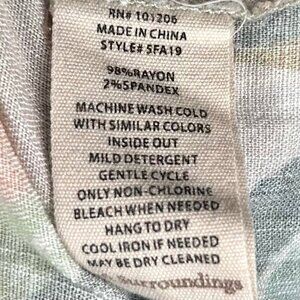 RN# 101206
MADE IN CHINA
STYLE# SFA19
98%RAYON
2%SPANDEX
MACHINE WASH COLD
WITH SIMILAR COLORS
INSIDE OUT
MILD DETERGENT
GENTLE CYCLE
ONLY NON-CHLORINE
BLEACH WHEN NEEDED
HANG TO DRY
COOL IRON IF NEEDED
MAY BE DRY CLEANED
Surroundings